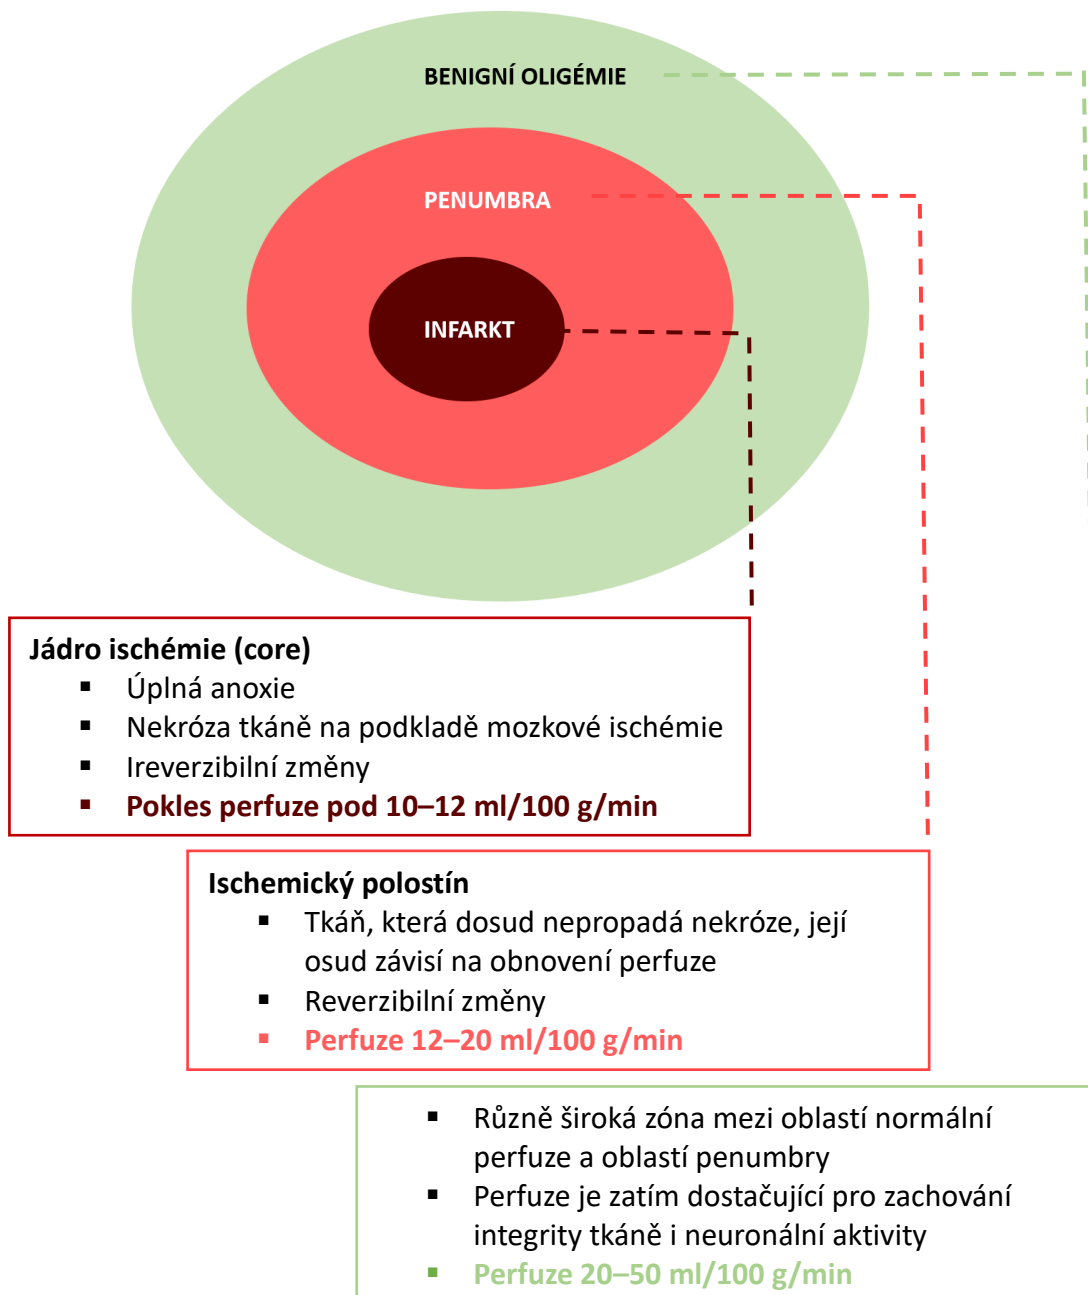 BENIGNÍ OLIGÉMIE
PENUMBRA
INFARKT
Jádro ischémie (core)
▪ Úplná anoxie
▪ Nekróza tkáně na podkladě mozkové ischémie
▪ Ireverzibilní změny
▪ Pokles perfuze pod 10–12 ml/100 g/min
Ischemický polostín
▪ Tkáň, která dosud nepropadá nekróze, její
osud závisí na obnovení perfuze
▪ Reverzibilní změny
▪ Perfuze 12–20 ml/100 g/min
▪ Různě široká zóna mezi oblastí normální
perfuze a oblastí penumbry
▪ Perfuze je zatím dostačující pro zachování
integrity tkáně i neuronální aktivity
▪ Perfuze 20–50 ml/100 g/min